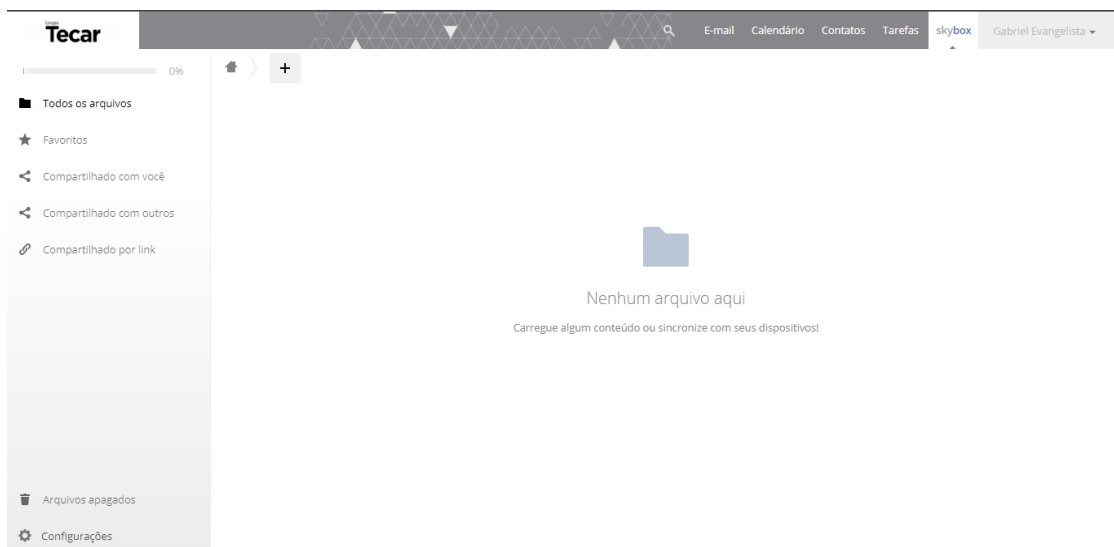 Grupo
Tecar
E-mail Calendário Contatos Tarefas skybox Gabriel Evangelista
0%
+
Todos os arquivos
Favoritos
Compartilhado com você
Compartilhado com outros
Compartilhado por link
Nenhum arquivo aqui
Carregue algum conteúdo ou sincronize com seus dispositivos!
Arquivos apagados
Configurações